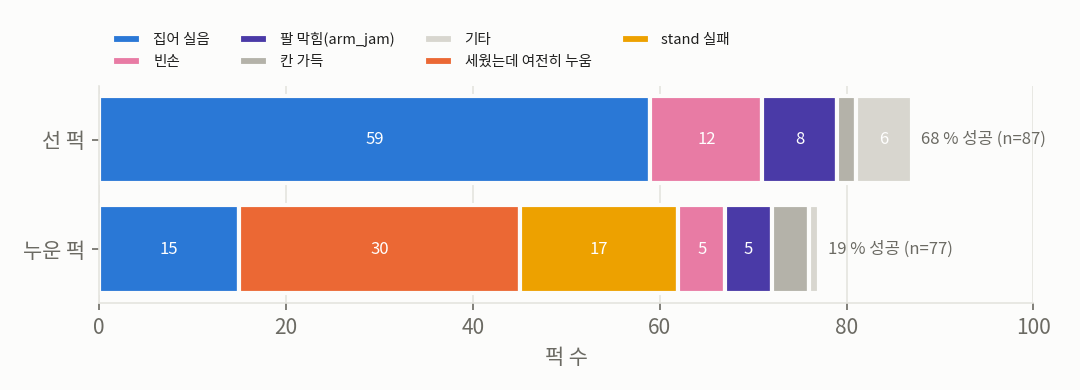 집어 실음 팔 막힘(arm_jam) 기타 stand 실패
빈손 칸 가득 세웠는데 여전히 누움
선 퍽 59 12 8 6 68 % 성공 (n=87)
누운 퍽 15 30 17 5 5 19 % 성공 (n=77)
0 20 40 60 80 100
퍽 수